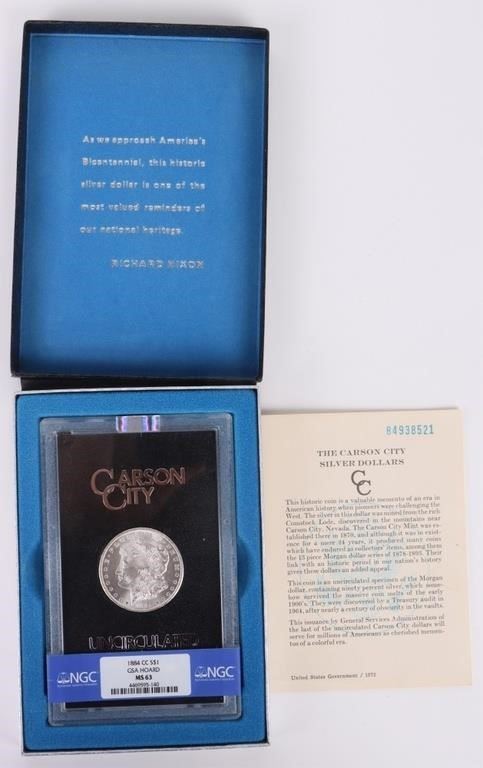 As we approach America's
Bicentennial, this historic
silver dollar is one of the
most valued reminders of
our national heritage.
RICHARD NIXON
CARSON
CITY
UNCIRCULATED
NGC
1884 CC S$1
GSA HOARD
MS 63
4469595-140
NGC
84938521
THE CARSON CITY
SILVER DOLLARS
CC
This historic coin is a valuable memento of an era in
American history when pioneers were challenging the
West. The silver in this dollar was mined from the rich
Comstock Lode, discovered in the mountains near
Carson City, Nevada. The Carson City Mint was es-
tablished there in 1870, and although it was in exist-
ence for a mere 24 years, it produced many coins
which have endured as collectors' items, among them
the 13 piece Morgan dollar series of 1878-1893. Their
link with an historic period in our nation's history
gives these dollars an added appeal.
This coin is an uncirculated specimen of the Morgan
dollar, containing ninety percent silver, which some-
how survived the massive coin melts of the early
1900's. They were discovered by a Treasury audit in
1964, after nearly a century of obscurity in the vaults.
This issuance by General Services Administration of
the last of the uncirculated Carson City dollars will
serve for millions of Americans as cherished memen-
tos of a colorful era.
United States Government / 1972